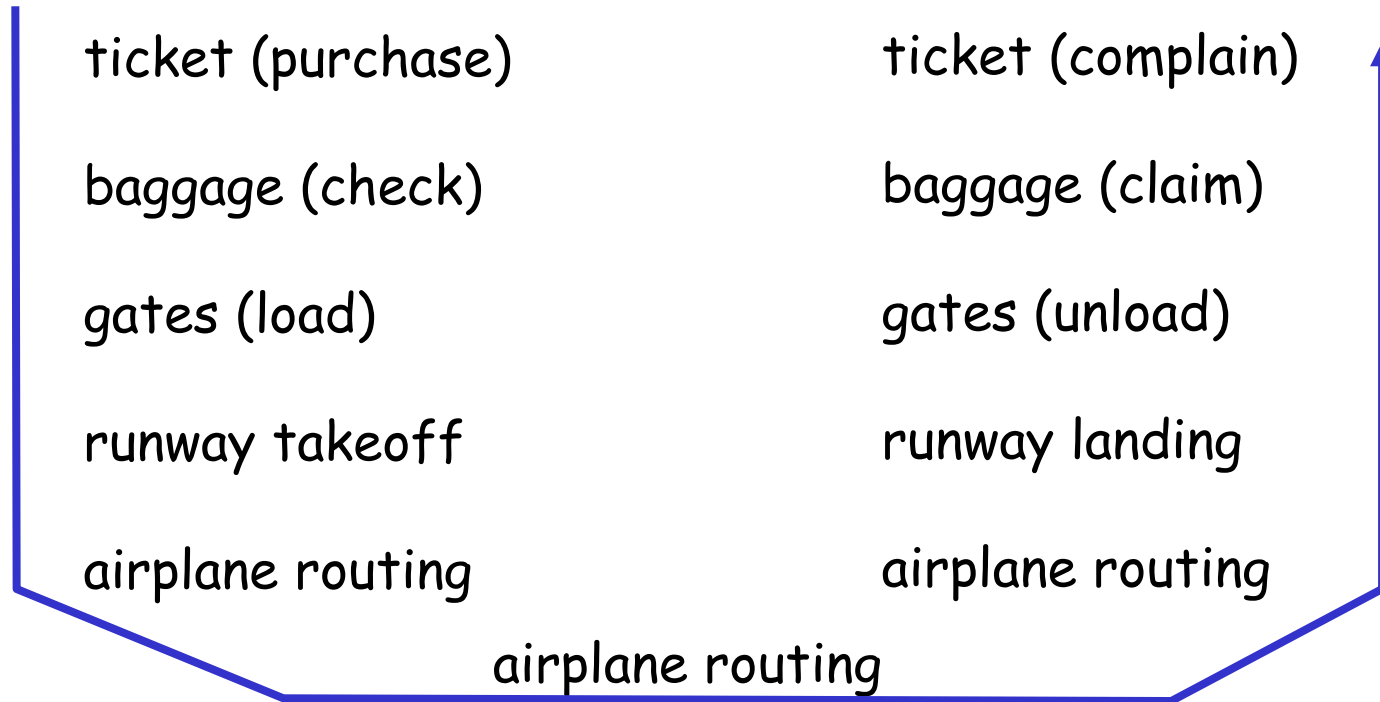 ticket (purchase)
baggage (check)
gates (load)
runway takeoff
airplane routing
ticket (complain)
baggage (claim)
gates (unload)
runway landing
airplane routing
airplane routing